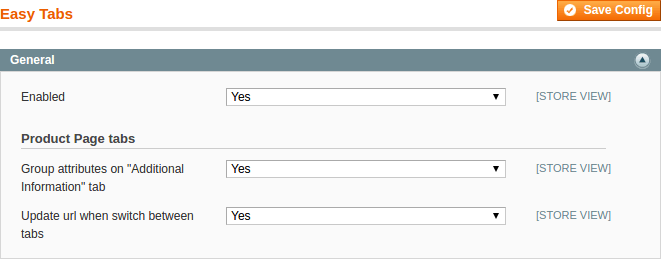 Easy Tabs
Save Config
General
Enabled
Yes
[STORE VIEW]
Product Page tabs
Group attributes on "Additional
Information" tab
Yes
[STORE VIEW]
Update url when switch between
tabs
Yes
[STORE VIEW]